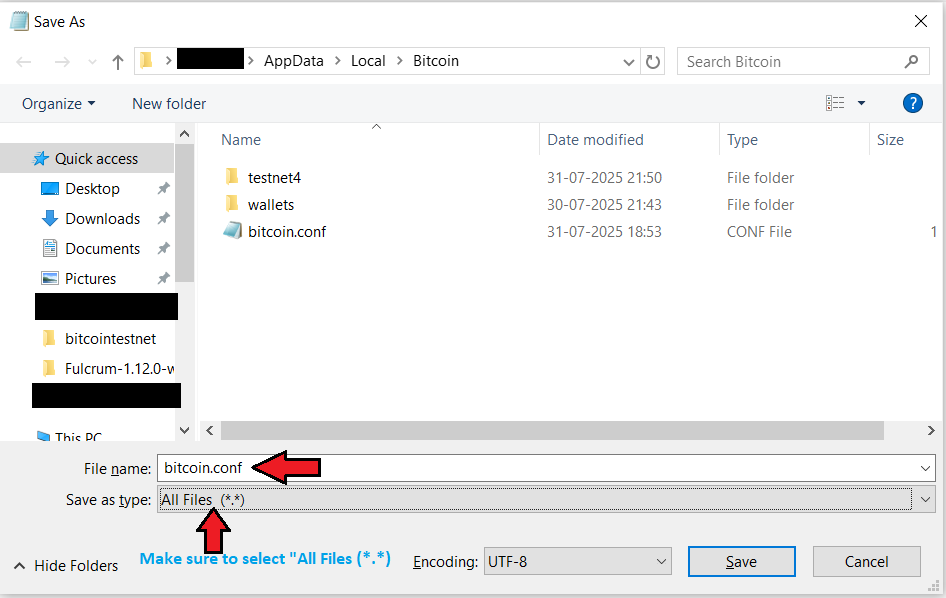 Save As
AppData > Local > Bitcoin
Search Bitcoin
Organize
New folder
?
Name
Date modified
Type
Size
Quick access
Desktop
Downloads
Documents
Pictures
bitcointestnet
Fulcrum-1.12.0-w
This PC
testnet4 31-07-2025 21:50 File folder
wallets 30-07-2025 21:43 File folder
bitcoin.conf 31-07-2025 18:53 CONF File 1
File name: bitcoin.conf
Save as type: All Files (*.*)
Make sure to select "All Files (*.*)
Hide Folders
Encoding: UTF-8
Save
Cancel